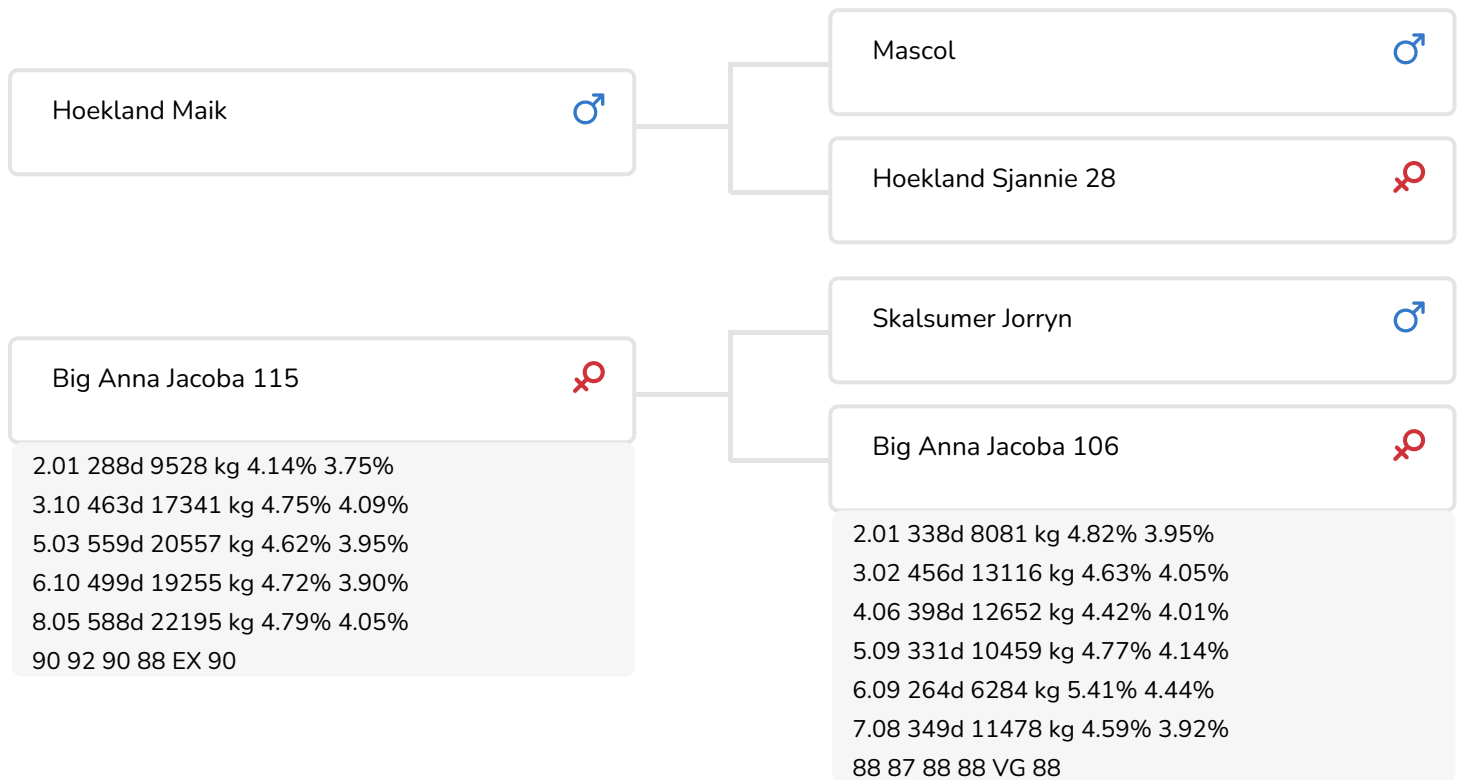 Hoekland Maik
Big Anna Jacoba 115
2.01 288d 9528 kg 4.14% 3.75%
3.10 463d 17341 kg 4.75% 4.09%
5.03 559d 20557 kg 4.62% 3.95%
6.10 499d 19255 kg 4.72% 3.90%
8.05 588d 22195 kg 4.79% 4.05%
90 92 90 88 EX 90
Mascol
Hoekland Sjannie 28
Skalsumer Jorryn
Big Anna Jacoba 106
2.01 338d 8081 kg 4.82% 3.95%
3.02 456d 13116 kg 4.63% 4.05%
4.06 398d 12652 kg 4.42% 4.01%
5.09 331d 10459 kg 4.77% 4.14%
6.09 264d 6284 kg 5.41% 4.44%
7.08 349d 11478 kg 4.59% 3.92%
88 87 88 88 VG 88